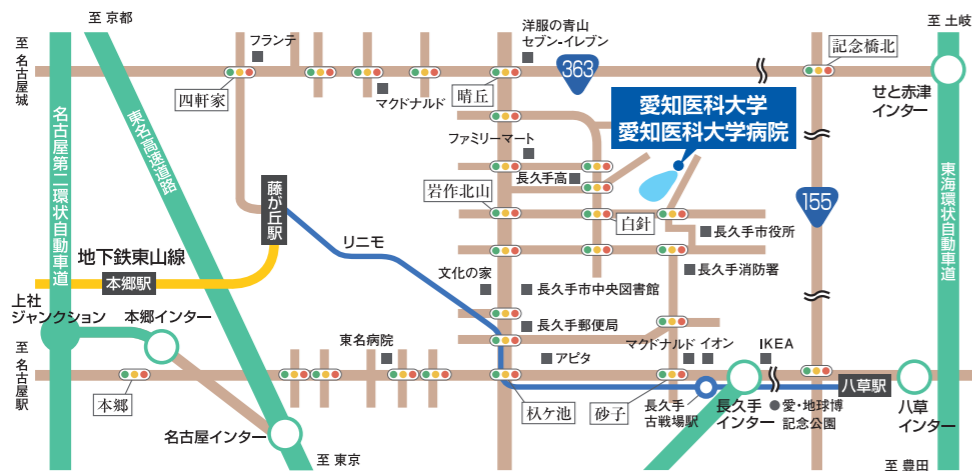 至 京都
至 名古屋城
フランテ
四軒家
マクドナルド
洋服の青山
セブン-イレブン
晴丘
363
記念橋北
至 土岐
せと赤津
インター
名古屋第二環状自動車道
東名高速道路
愛知医科大学
愛知医科大学病院
ファミリーマート
長久手高
岩作北山
白針
155
東海環状自動車道
藤が丘駅
リニモ
長久手市役所
地下鉄東山線
本郷駅
文化の家
長久手市中央図書館
長久手消防署
上社
ジャンクション
本郷インター
長久手郵便局
至 名古屋駅
東名病院
アピタ
マクドナルド
イオン
IKEA
八草駅
本郷
杁ケ池
砂子
長久手
古戦場駅
長久手
インター
愛・地球博
記念公園
八草
インター
名古屋インター
至 東京
至 豊田